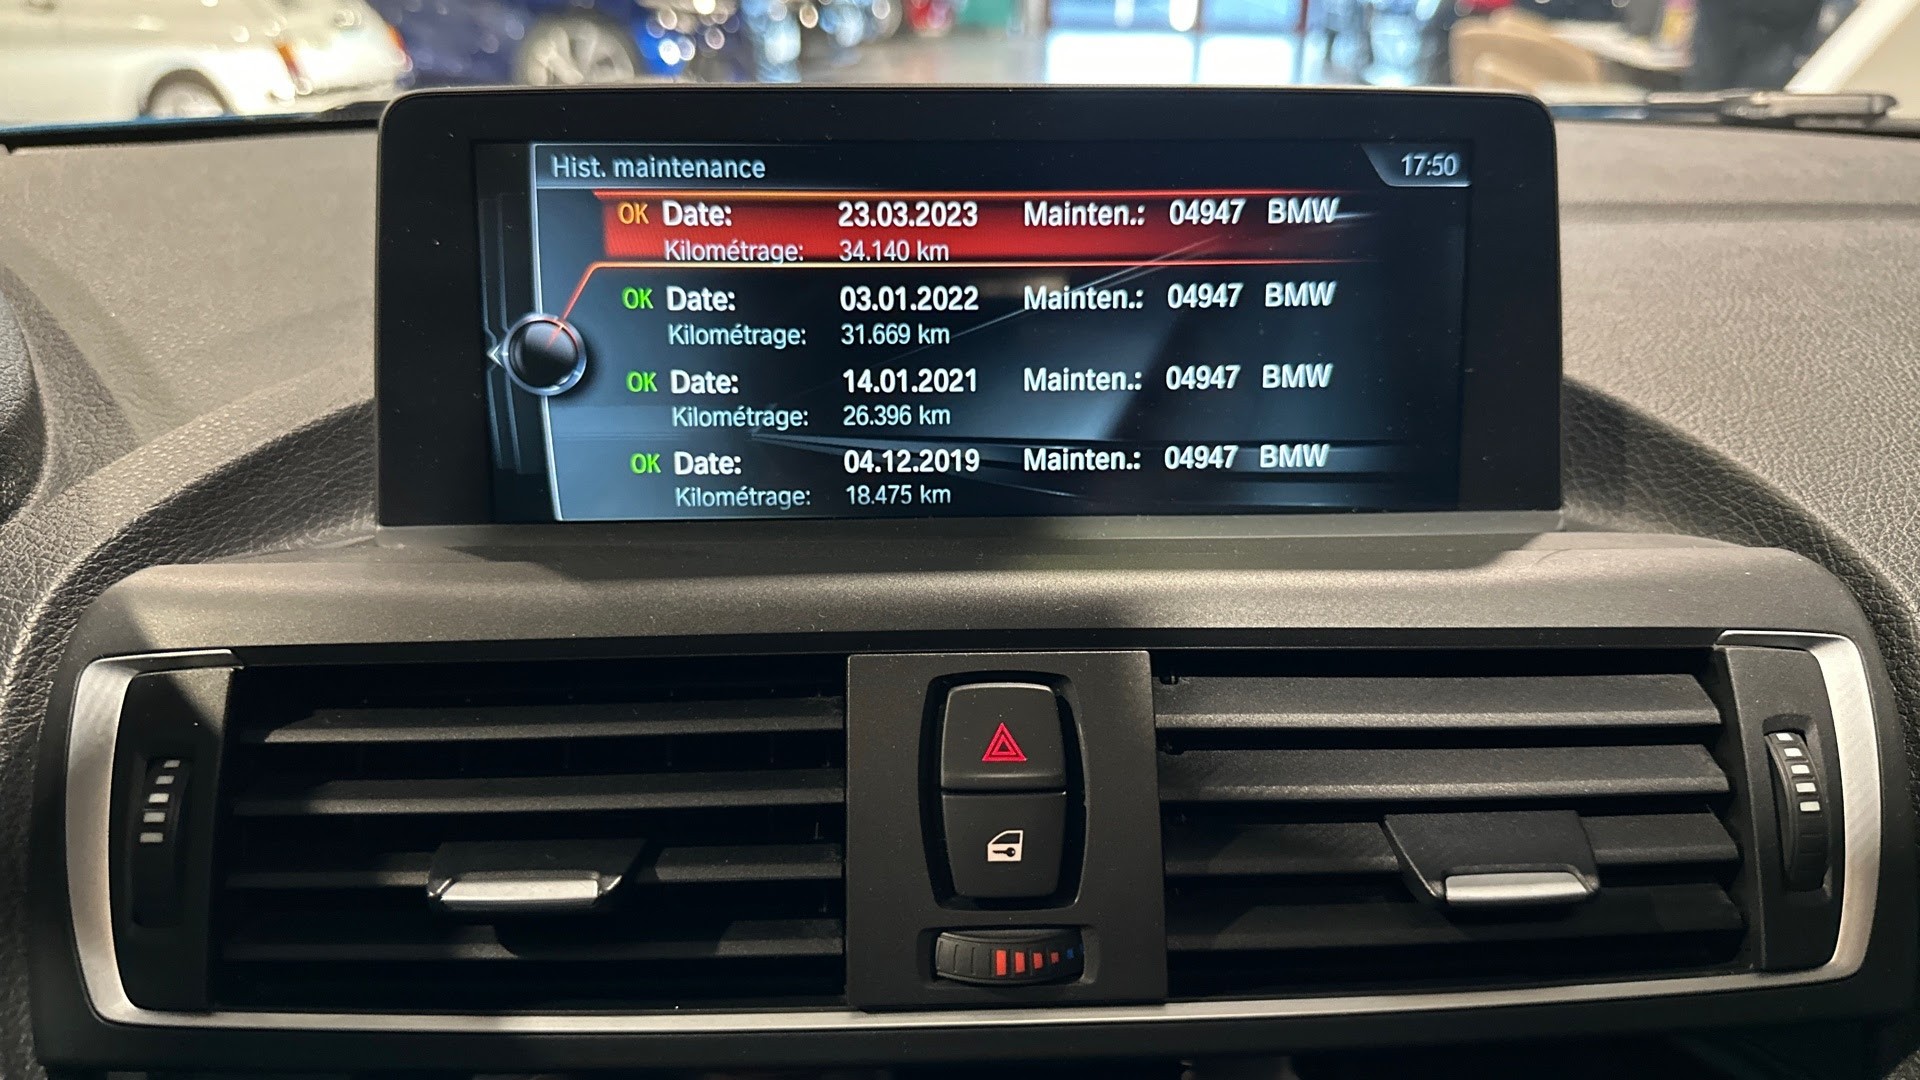 Hist. maintenance 17:50
OK Date: 23.03.2023 Mainten.: 04947 BMW
Kilométrage: 34.140 km
OK Date: 03.01.2022 Mainten.: 04947 BMW
Kilométrage: 31.669 km
OK Date: 14.01.2021 Mainten.: 04947 BMW
Kilométrage: 26.396 km
OK Date: 04.12.2019 Mainten.: 04947 BMW
Kilométrage: 18.475 km